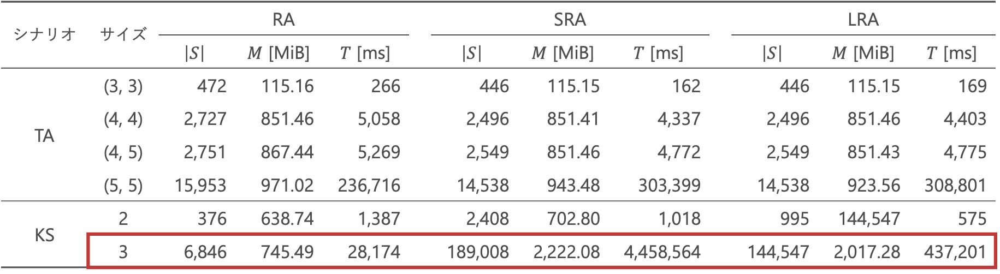 シナリオ サイズ RA SRA LRA
|S| M [MiB] T [ms] |S| M [MiB] T [ms] |S| M [MiB] T [ms]
TA
(3, 3) 472 115.16 266 446 115.15 162 446 115.15 169
(4, 4) 2,727 851.46 5,058 2,496 851.41 4,337 2,496 851.46 4,403
(4, 5) 2,751 867.44 5,269 2,549 851.46 4,772 2,549 851.43 4,775
(5, 5) 15,953 971.02 236,716 14,538 943.48 303,399 14,538 923.56 308,801
KS
2 376 638.74 1,387 2,408 702.80 1,018 995 144,547 575
3 6,846 745.49 28,174 189,008 2,222.08 4,458,564 144,547 2,017.28 437,201